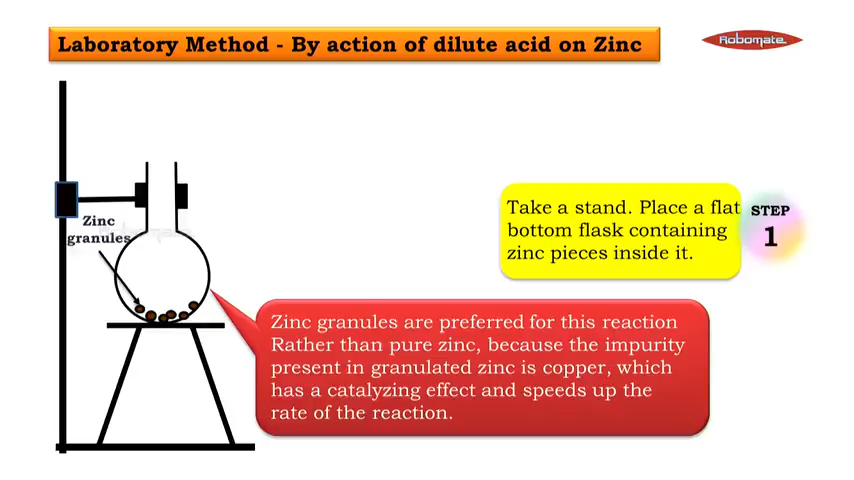 Laboratory Method - By action of dilute acid on Zinc
Robomate
Take a stand. Place a flat
bottom flask containing
zinc pieces inside it.
STEP
1
Zinc
granules
Robomate
Zinc granules are preferred for this reaction
Rather than pure zinc, because the impurity
present in granulated zinc is copper, which
has a catalyzing effect and speeds up the
rate of the reaction.